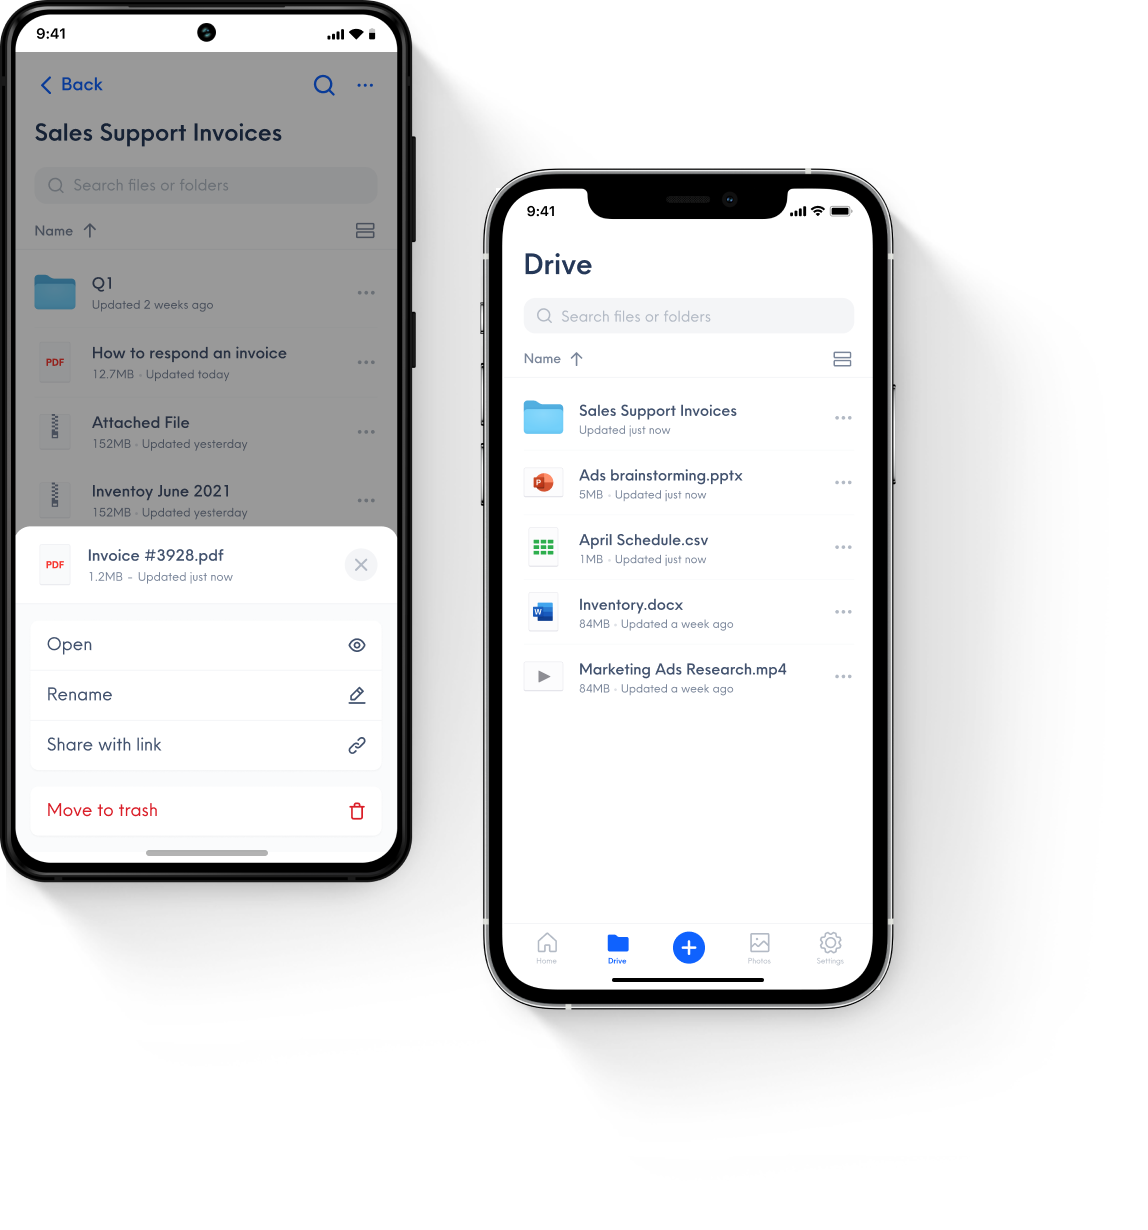 9:41
Back
Sales Support Invoices
Search files or folders
Name
Q1
Updated 2 weeks ago
PDF
How to respond an invoice
12.7MB · Updated today
Attached File
152MB · Updated yesterday
Inventoy June 2021
152MB · Updated yesterday
PDF
Invoice #3928.pdf
1.2MB - Updated just now
Open
Rename
Share with link
Move to trash
9:41
Drive
Search files or folders
Name
Sales Support Invoices
Updated just now
P
Ads brainstorming.pptx
5MB · Updated just now
April Schedule.csv
1MB · Updated just now
W
Inventory.docx
84MB · Updated a week ago
Marketing Ads Research.mp4
84MB · Updated a week ago
Home
Drive
Photos
Settings